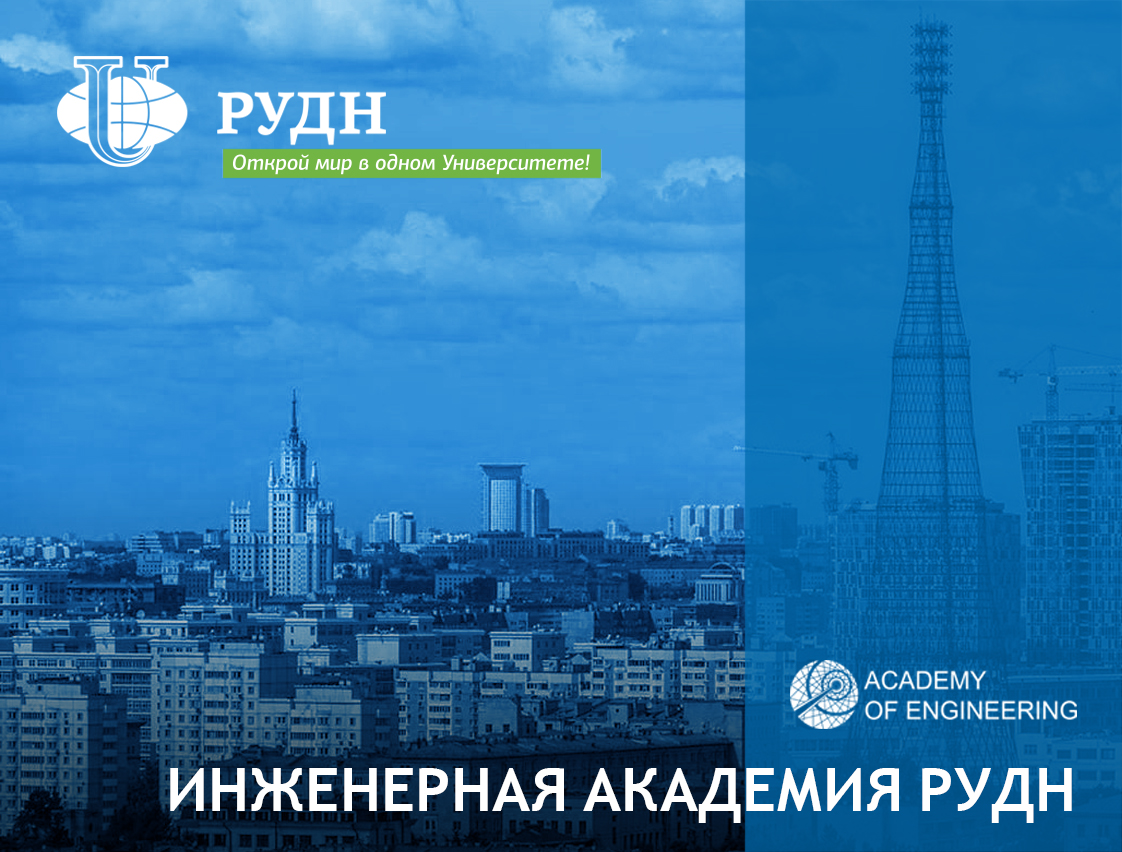 РУДН
Открой мир в одном Университете!
ACADEMY
OF ENGINEERING
ИНЖЕНЕРНАЯ АКАДЕМИЯ РУДН